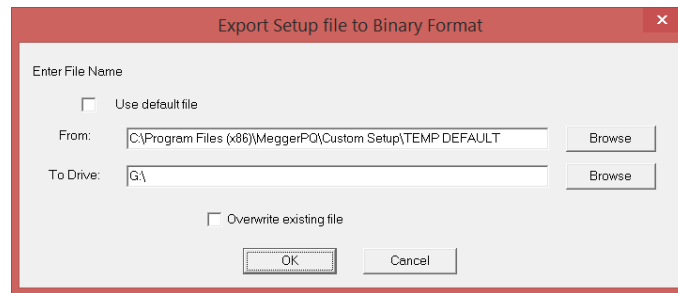 Export Setup file to Binary Format
Enter File Name
Use default file
From: C:\Program Files (x86)\MeggerPQ\Custom Setup\TEMP DEFAULT Browse
To Drive: G:\ Browse
Overwrite existing file
OK Cancel